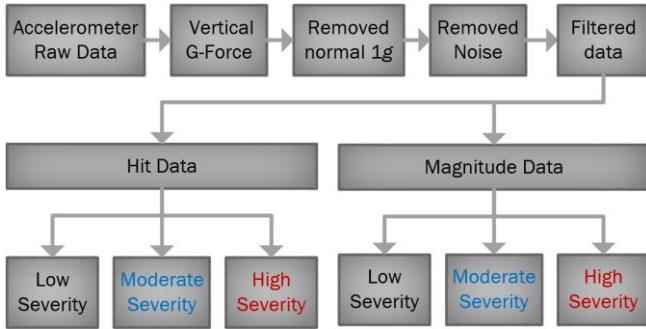 Accelerometer
Raw Data
Vertical
G-Force
Removed
normal 1g
Removed
Noise
Filtered
data
Hit Data
Magnitude Data
Low
Severity
Moderate
Severity
High
Severity
Low
Severity
Moderate
Severity
High
Severity